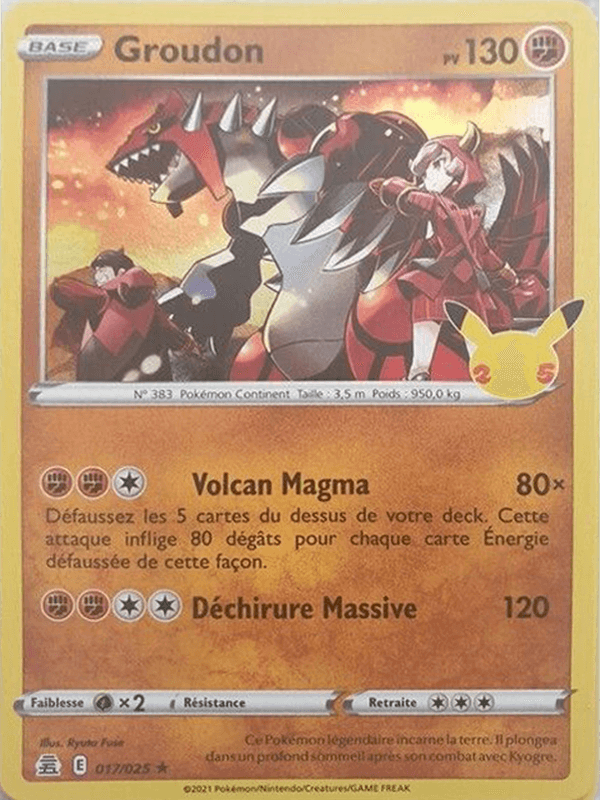 BASE Groudon PV 130
N° 383 Pokémon Continent Taille : 3,5 m Poids : 950,0 kg
25
Volcan Magma 80×
Défaussez les 5 cartes du dessus de votre deck. Cette
attaque inflige 80 dégâts pour chaque carte Énergie
défaussée de cette façon.
Déchirure Massive 120
Faiblesse ×2 Résistance Retraite
Illus. Ryuta Fuse
Ce Pokémon légendaire incarne la terre. Il plongea
dans un profond sommeil après son combat avec Kyogre.
E 017/025 ★
©2021 Pokémon/Nintendo/Creatures/GAME FREAK